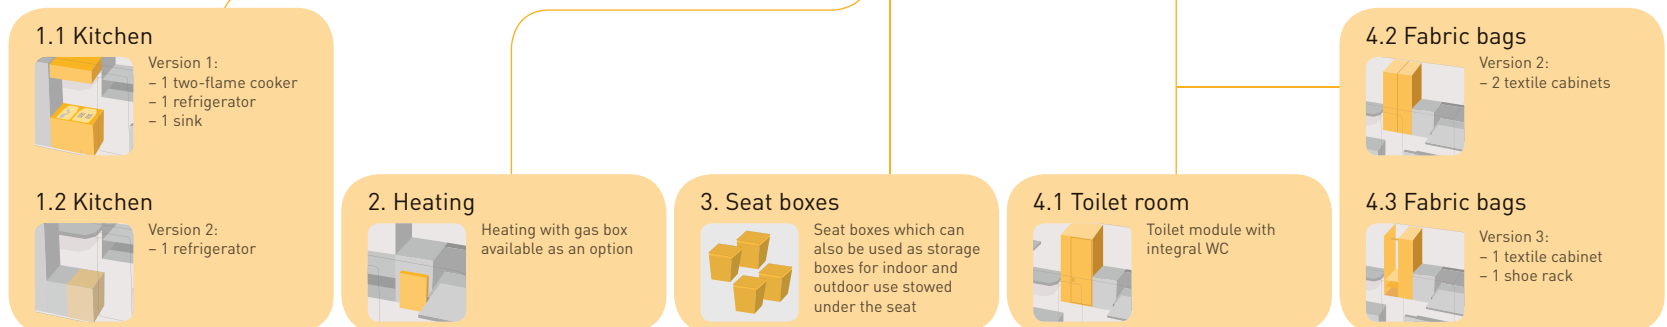 1.1 Kitchen
Version 1:
– 1 two-flame cooker
– 1 refrigerator
– 1 sink
1.2 Kitchen
Version 2:
– 1 refrigerator
2. Heating
Heating with gas box
available as an option
3. Seat boxes
Seat boxes which can
also be used as storage
boxes for indoor and
outdoor use stowed
under the seat
4.1 Toilet room
Toilet module with
integral WC
4.2 Fabric bags
Version 2:
– 2 textile cabinets
4.3 Fabric bags
Version 3:
– 1 textile cabinet
– 1 shoe rack